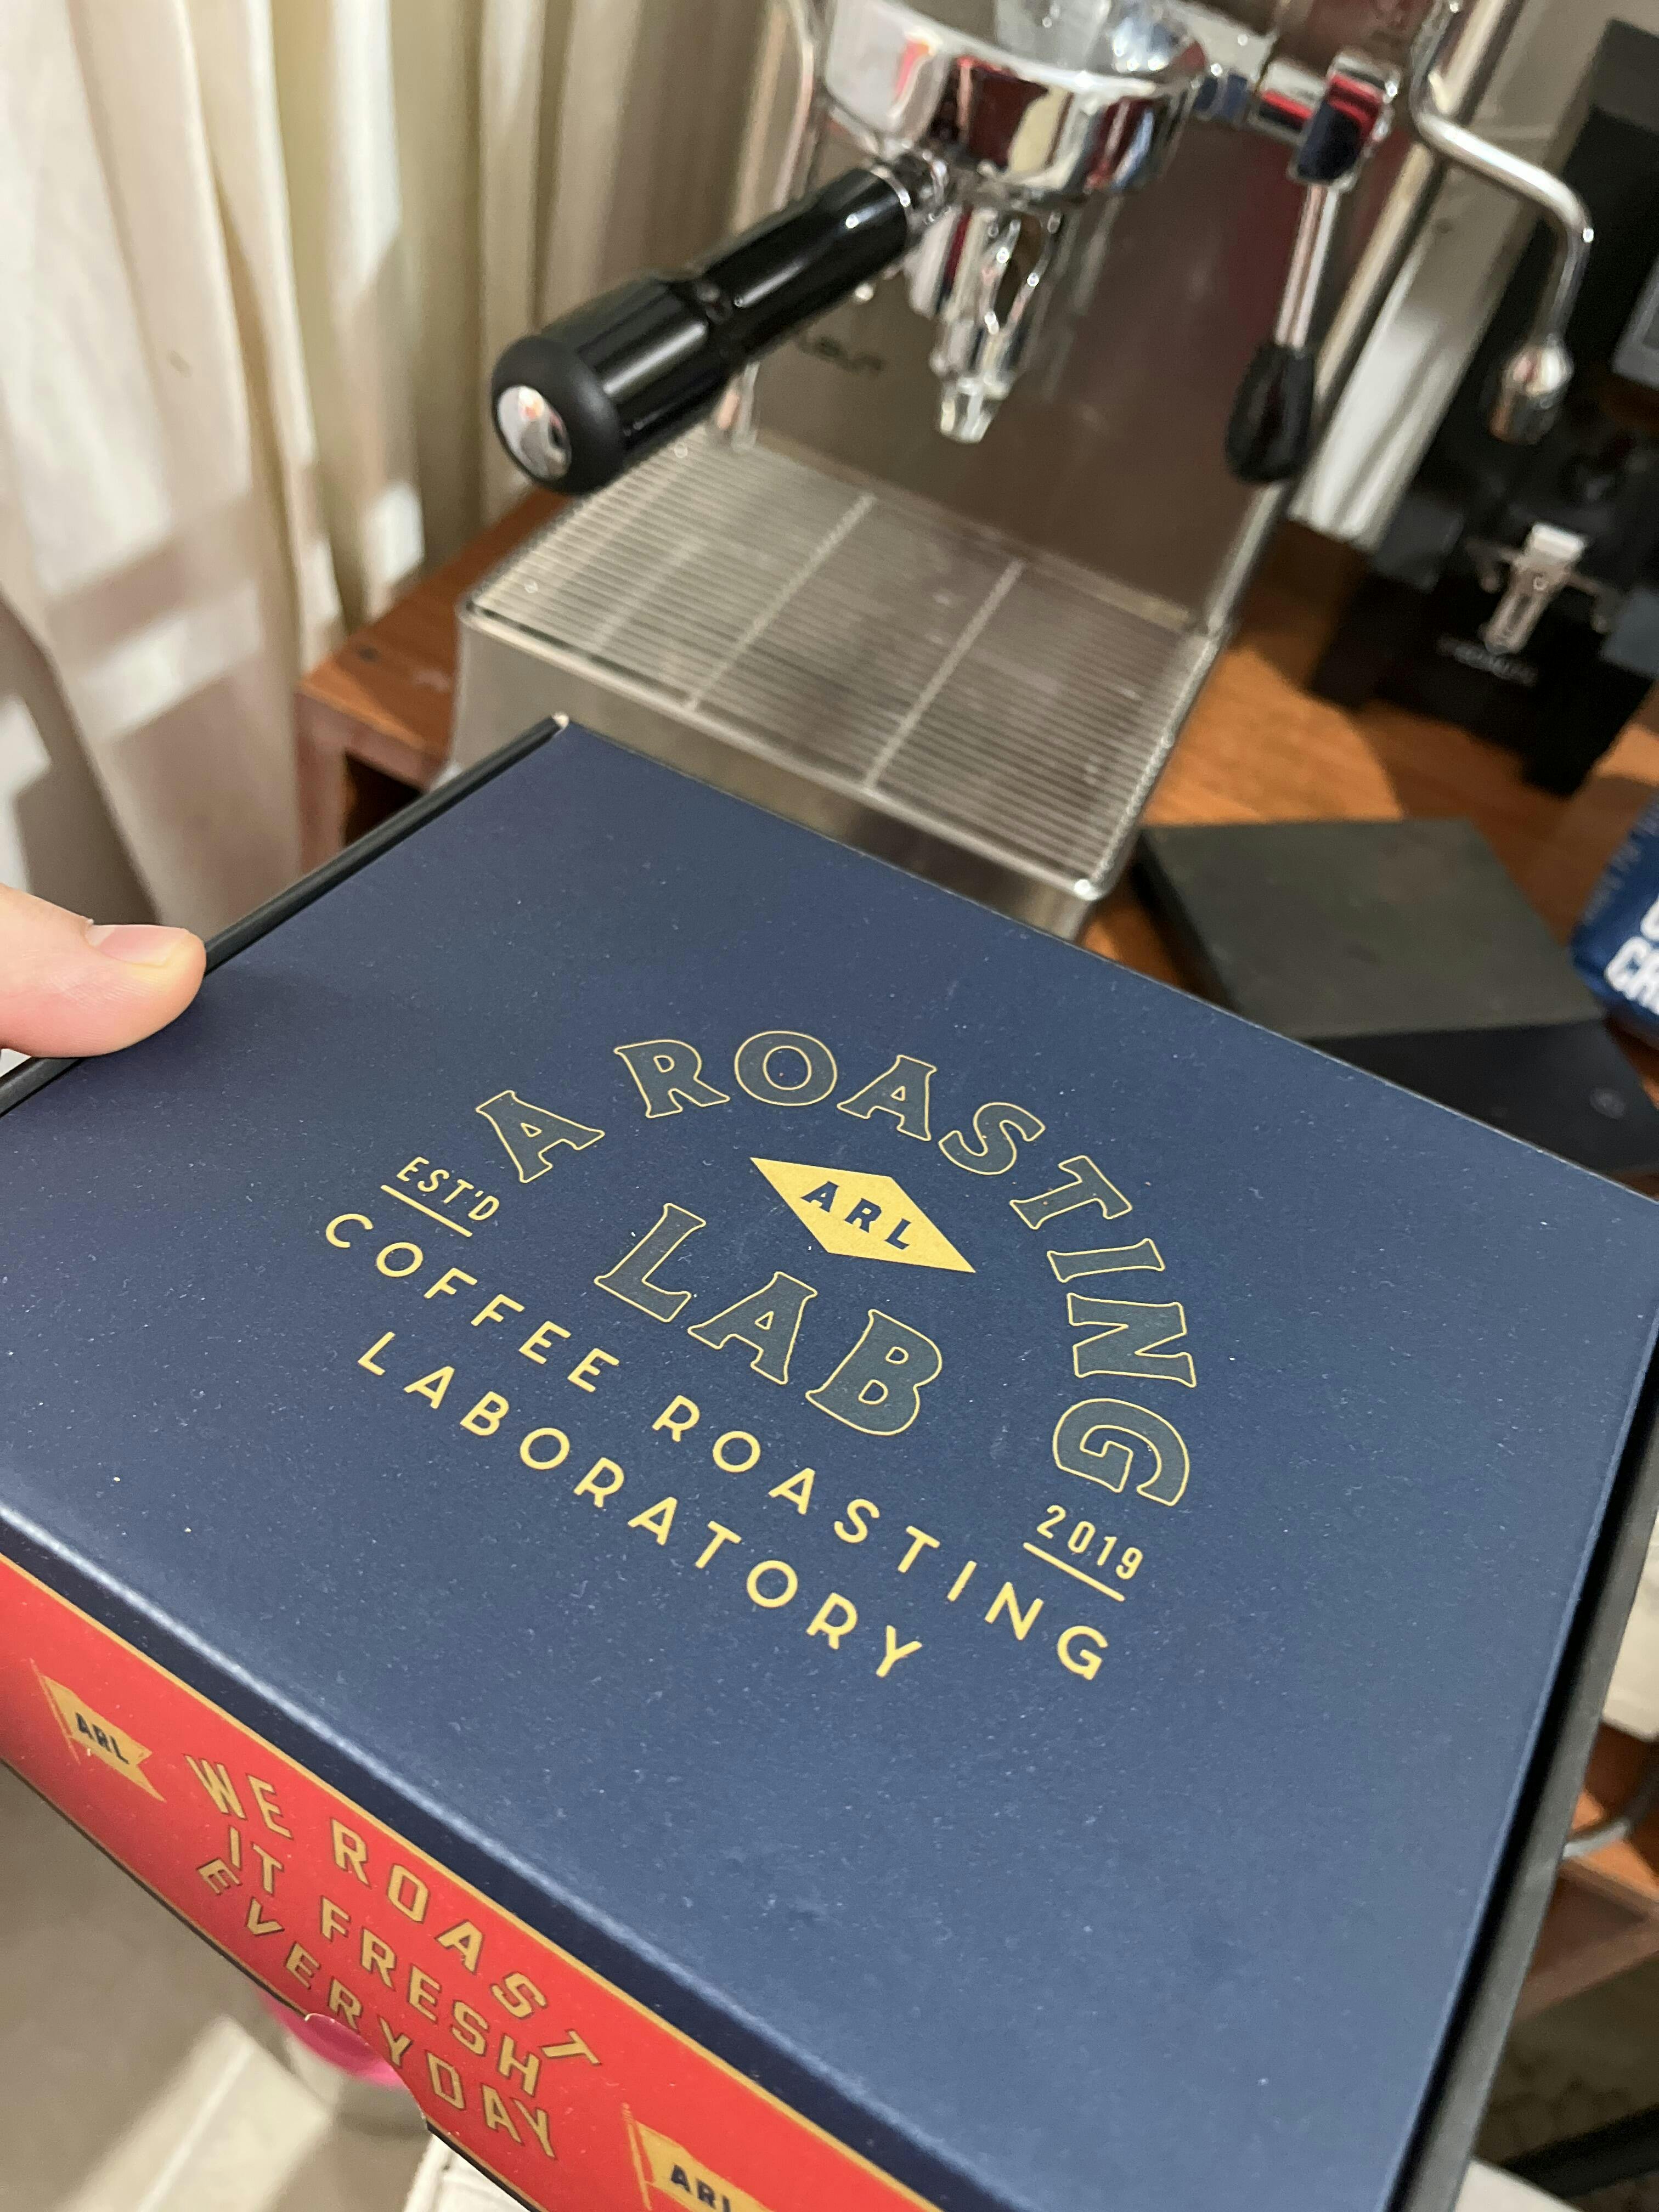 A ROASTING
ARL
LAB
EST'D
2019
COFFEE ROASTING
LABORATORY
ARL
WE ROAST
IT FRESH
EVERYDAY
ARL